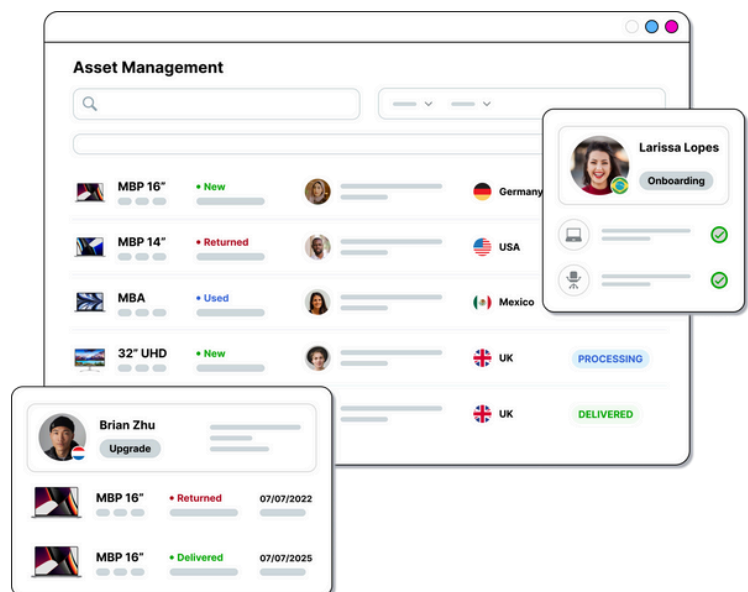 Asset Management
Larissa Lopes
Onboarding
MBP 16” • New Germany
MBP 14” • Returned USA
MBA • Used Mexico
32” UHD • New UK PROCESSING
UK DELIVERED
Brian Zhu
Upgrade
MBP 16” • Returned 07/07/2022
MBP 16” • Delivered 07/07/2025